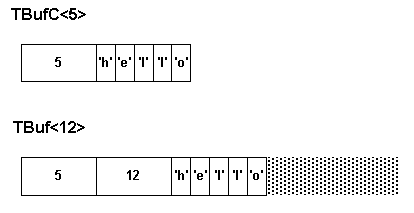 TBufC<5>
5 'h' 'e' 'l' 'l' 'o'
TBuf<12>
5 12 'h' 'e' 'l' 'l' 'o'